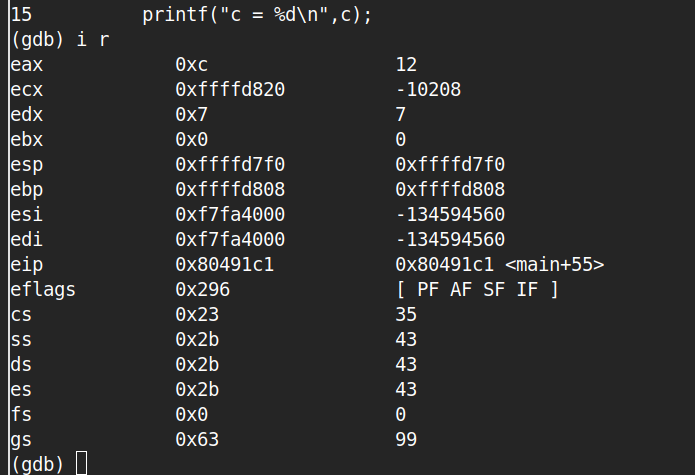 15 printf("c = %d\n",c);
(gdb) i r
eax 0xc 12
ecx 0xffffd820 -10208
edx 0x7 7
ebx 0x0 0
esp 0xffffd7f0 0xffffd7f0
ebp 0xffffd808 0xffffd808
esi 0xf7fa4000 -134594560
edi 0xf7fa4000 -134594560
eip 0x80491c1 0x80491c1 <main+55>
eflags 0x296 [ PF AF SF IF ]
cs 0x23 35
ss 0x2b 43
ds 0x2b 43
es 0x2b 43
fs 0x0 0
gs 0x63 99
(gdb)